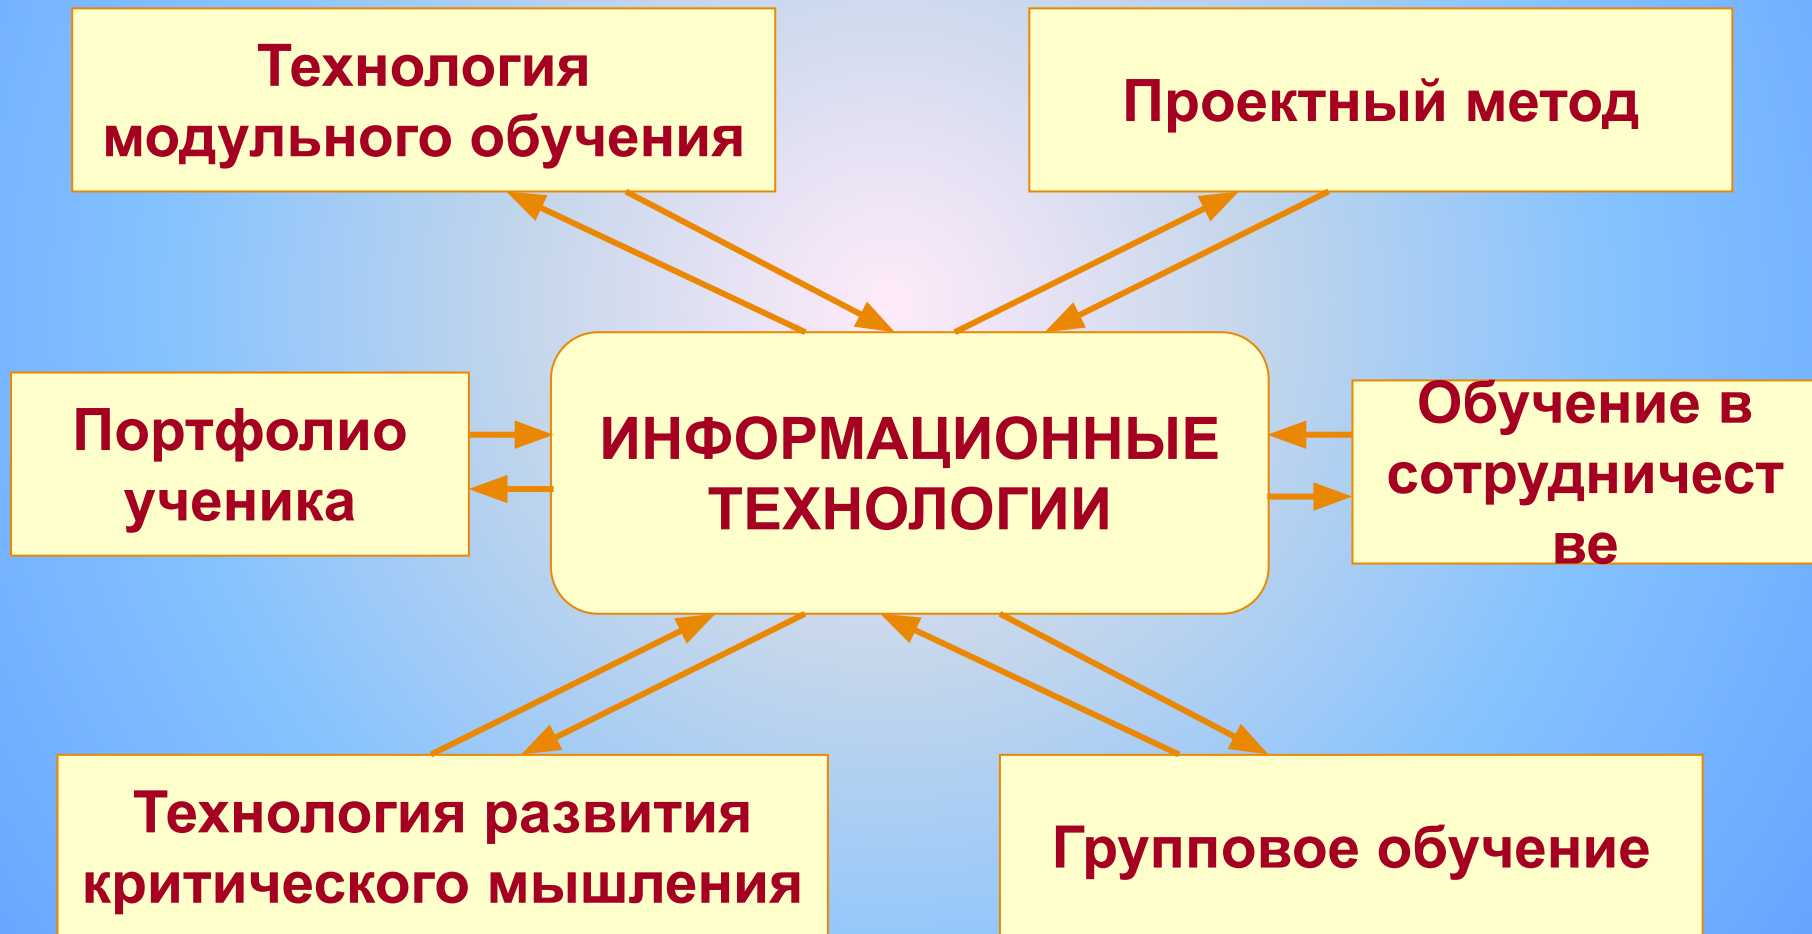 Технология
модульного обучения
Проектный метод
Портфолио
ученика
ИНФОРМАЦИОННЫЕ
ТЕХНОЛОГИИ
Обучение в
сотрудничест
ве
Технология развития
критического мышления
Групповое обучение